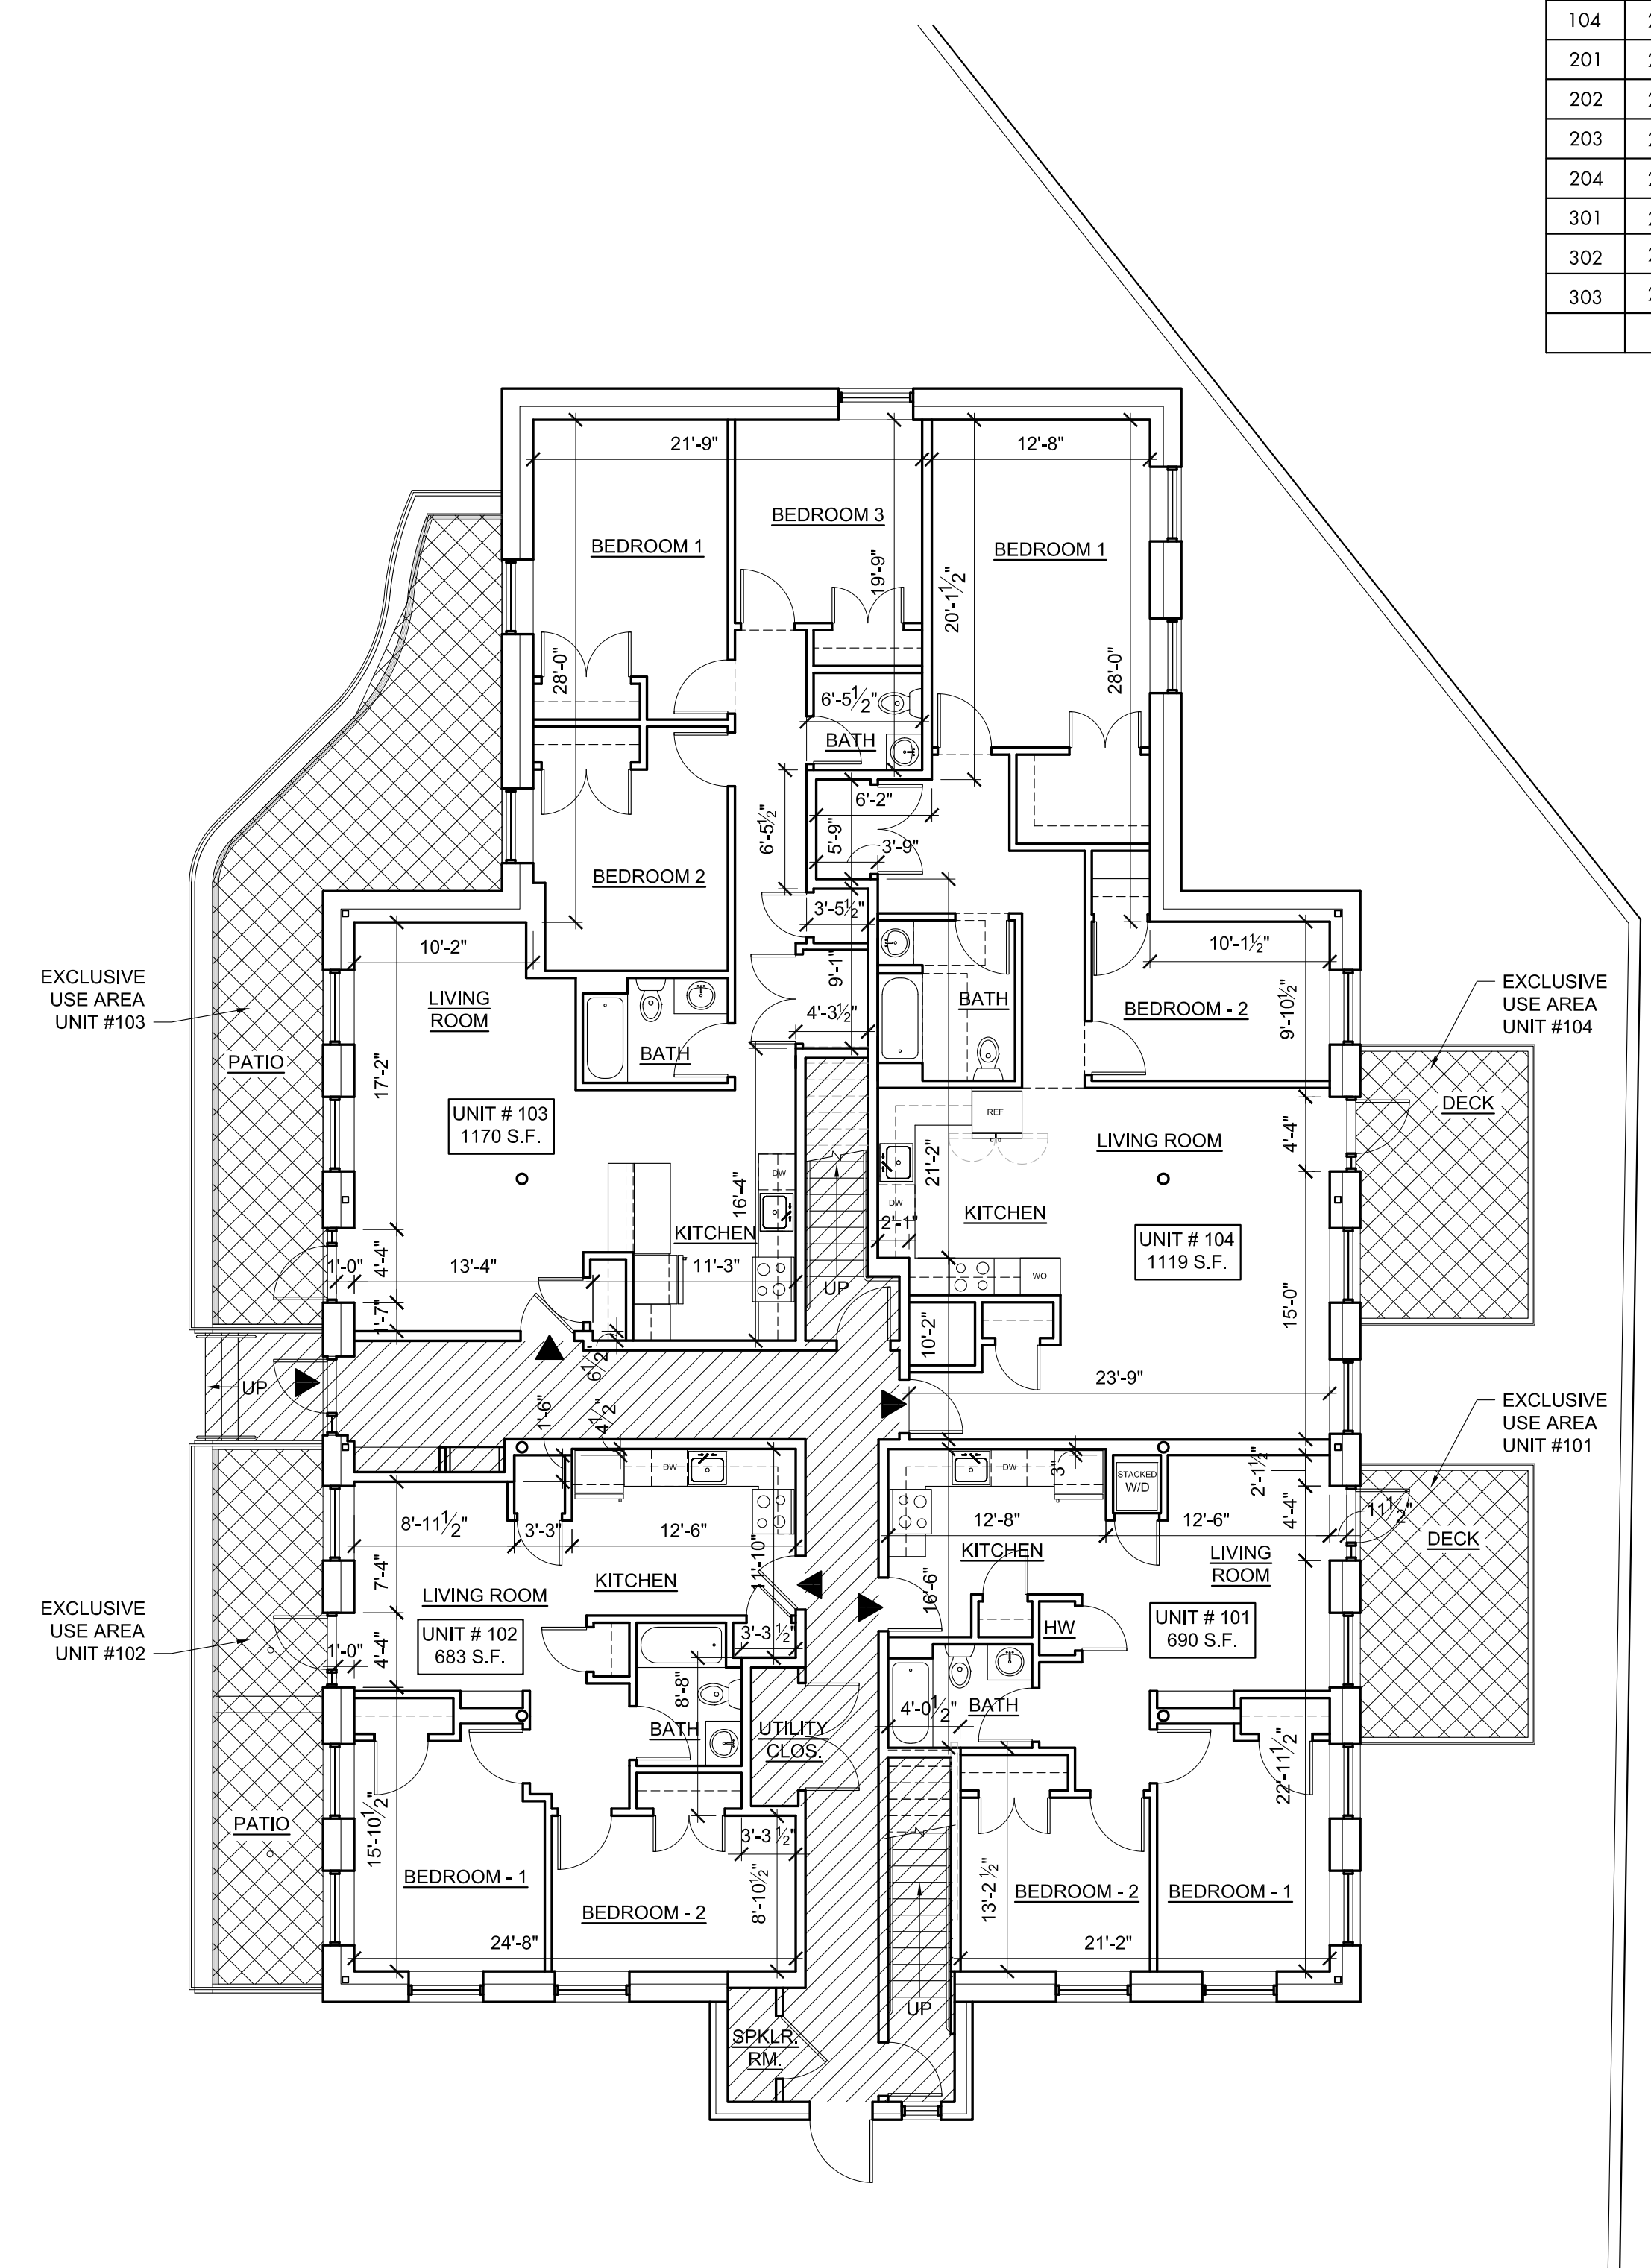 104
201
202
203
204
301
302
303
21'-9"
12'-8"
BEDROOM 3
BEDROOM 1
BEDROOM 1
19'-9"
20'-1½"
28'-0"
28'-0"
6'-5½"
BATH
6'-2"
6'-5½"
5'-9"
3'-9"
BEDROOM 2
3'-5½"
10'-2"
10'-1½"
EXCLUSIVE
USE AREA
UNIT #103
LIVING
ROOM
9'-1"
4'-3½"
BATH
BEDROOM - 2
9'-10½"
EXCLUSIVE
USE AREA
UNIT #104
BATH
PATIO
17'-2"
DECK
UNIT # 103
1170 S.F.
REF
LIVING ROOM
4'-4"
21'-2"
DW
16'-4"
DW
KITCHEN
2'-1"
KITCHEN
UNIT # 104
1119 S.F.
1'-0"
4'-4"
13'-4"
11'-3"
UP
WO
15'-0"
1'-7"
10'-2"
6½"
UP
23'-9"
EXCLUSIVE
USE AREA
UNIT #101
1'-6"
4½"
DW
DW
3"
STACKED
W/D
2'-1½"
8'-11½"
3'-3"
12'-6"
12'-8"
12'-6"
4'-4"
11½"
DECK
KITCHEN
LIVING
ROOM
11'-10"
7'-4"
KITCHEN
LIVING ROOM
16'-6"
EXCLUSIVE
USE AREA
UNIT #102
UNIT # 102
683 S.F.
HW
UNIT # 101
690 S.F.
3'-3½"
1'-0"
4'-4"
8'-8"
4'-0½"
BATH
BATH
UTILITY
CLOS.
22'-11½"
PATIO
15'-10½"
3'-3½"
BEDROOM - 1
BEDROOM - 2
8'-10½"
13'-2½"
BEDROOM - 2
BEDROOM - 1
24'-8"
21'-2"
UP
SPKLR.
RM.